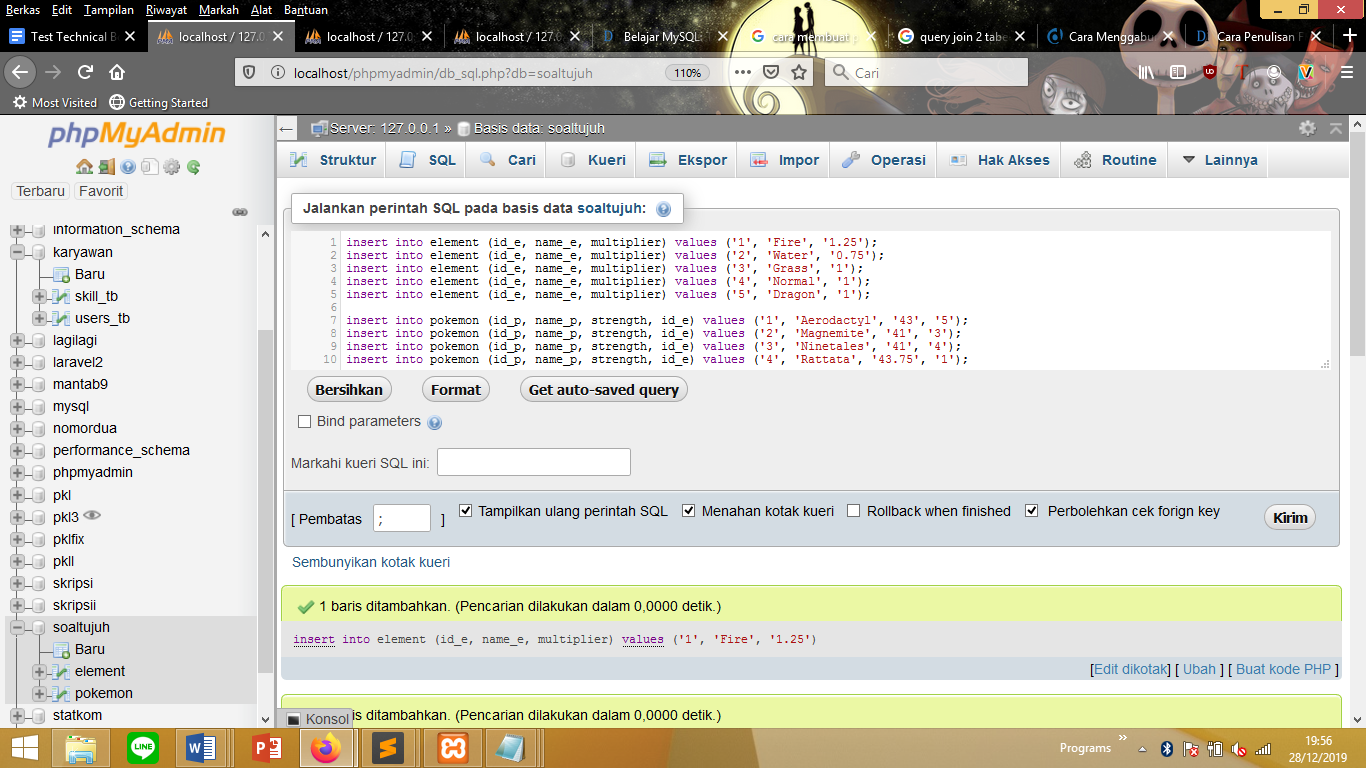 Berkas Edit Tampilan Riwayat Markah Alat Bantuan
Test Technical B
localhost / 127.0.
localhost / 127.0.
localhost / 127.0.
Belajar MySQL:
cara membuat
query join 2 tabe
Cara Menggabu
Cara Penulisan F
localhost/phpmyadmin/db_sql.php?db=soaltujuh 110% Cari
Most Visited Getting Started
phpMyAdmin
Terbaru Favorit
information_schema
karyawan
Baru
skill_tb
users_tb
lagilagi
laravel2
mantab9
mysql
nomordua
performance_schema
phpmyadmin
pkl
pkl3
pklfix
pkll
skripsi
skripsii
soaltujuh
Baru
element
pokemon
statkom
Server: 127.0.0.1 » Basis data: soaltujuh
Struktur SQL Cari Kueri Ekspor Impor Operasi Hak Akses Routine Lainnya
Jalankan perintah SQL pada basis data soaltujuh:
1 insert into element (id_e, name_e, multiplier) values ('1', 'Fire', '1.25');
2 insert into element (id_e, name_e, multiplier) values ('2', 'Water', '0.75');
3 insert into element (id_e, name_e, multiplier) values ('3', 'Grass', '1');
4 insert into element (id_e, name_e, multiplier) values ('4', 'Normal', '1');
5 insert into element (id_e, name_e, multiplier) values ('5', 'Dragon', '1');
6
7 insert into pokemon (id_p, name_p, strength, id_e) values ('1', 'Aerodactyl', '43', '5');
8 insert into pokemon (id_p, name_p, strength, id_e) values ('2', 'Magnemite', '41', '3');
9 insert into pokemon (id_p, name_p, strength, id_e) values ('3', 'Ninetales', '41', '4');
10 insert into pokemon (id_p, name_p, strength, id_e) values ('4', 'Rattata', '43.75', '1');
Bersihkan Format Get auto-saved query
Bind parameters
Markahi kueri SQL ini:
[ Pembatas ; ] Tampilkan ulang perintah SQL Menahan kotak kueri Rollback when finished Perbolehkan cek forign key Kirim
Sembunyikan kotak kueri
1 baris ditambahkan. (Pencarian dilakukan dalam 0,0000 detik.)
insert into element (id_e, name_e, multiplier) values ('1', 'Fire', '1.25')
[Edit dikotak] [ Ubah ] [ Buat kode PHP ]
is ditambahkan. (Pencarian dilakukan dalam 0,0000 detik.)
Konsol
LINE
Programs
19:56
28/12/2019